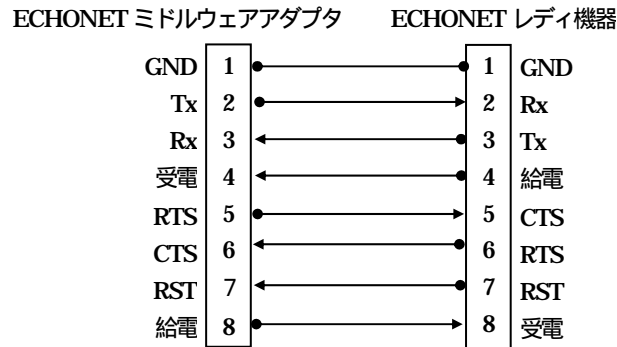 ECHONET ミドルウェアアダプタ ECHONET レディ機器
GND 1 1 GND
Tx 2 2 Rx
Rx 3 3 Tx
受電 4 4 給電
RTS 5 5 CTS
CTS 6 6 RTS
RST 7 7 RST
給電 8 8 受電